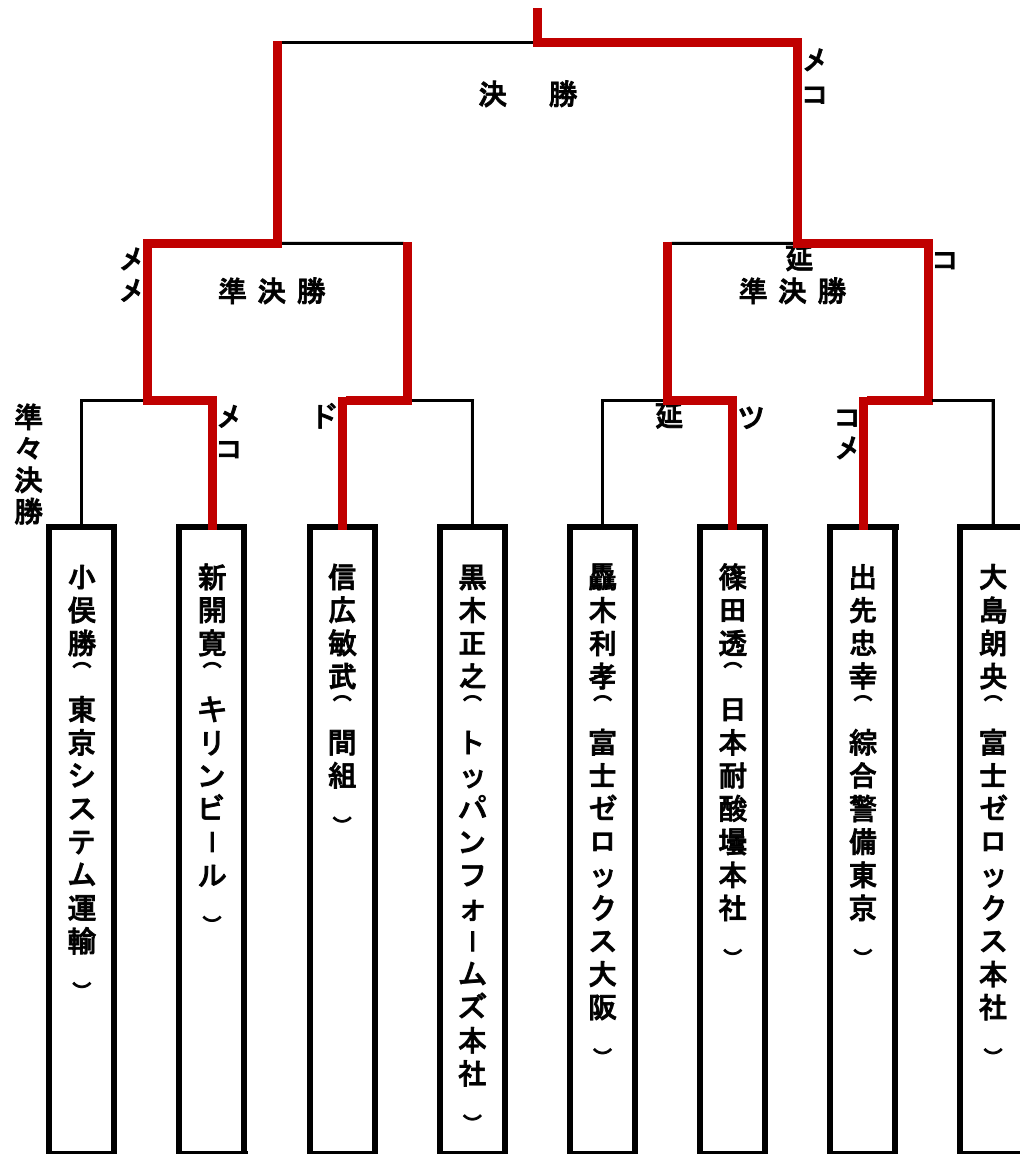 メ
コ
決 勝
メ
メ
準決勝
延
コ
準決勝
準々決勝
メ
コ
ド
延
ツ
コ
メ
小俣勝（東京システム運輸）
新開寛（キリンビール）
信広敏武（間組）
黒木正之（トッパンフォームズ本社）
矗木利孝（富士ゼロックス大阪）
篠田透（日本耐酸壜本社）
出先忠幸（綜合警備東京）
大島朗央（富士ゼロックス本社）